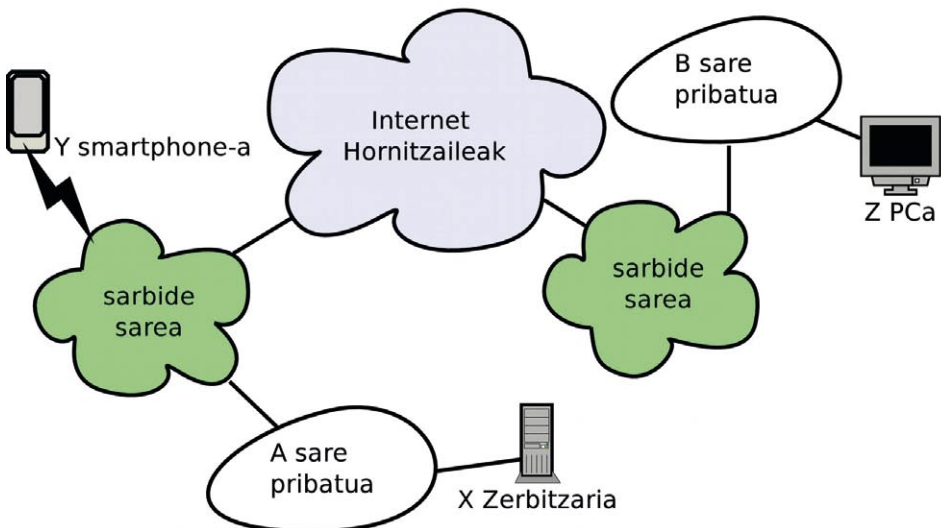 B sare
pribatua
Internet
Hornitzaileak
Y smartphone-a
Z PCa
sarbide
sarea
sarbide
sarea
A sare
pribatua
X Zerbitzaria